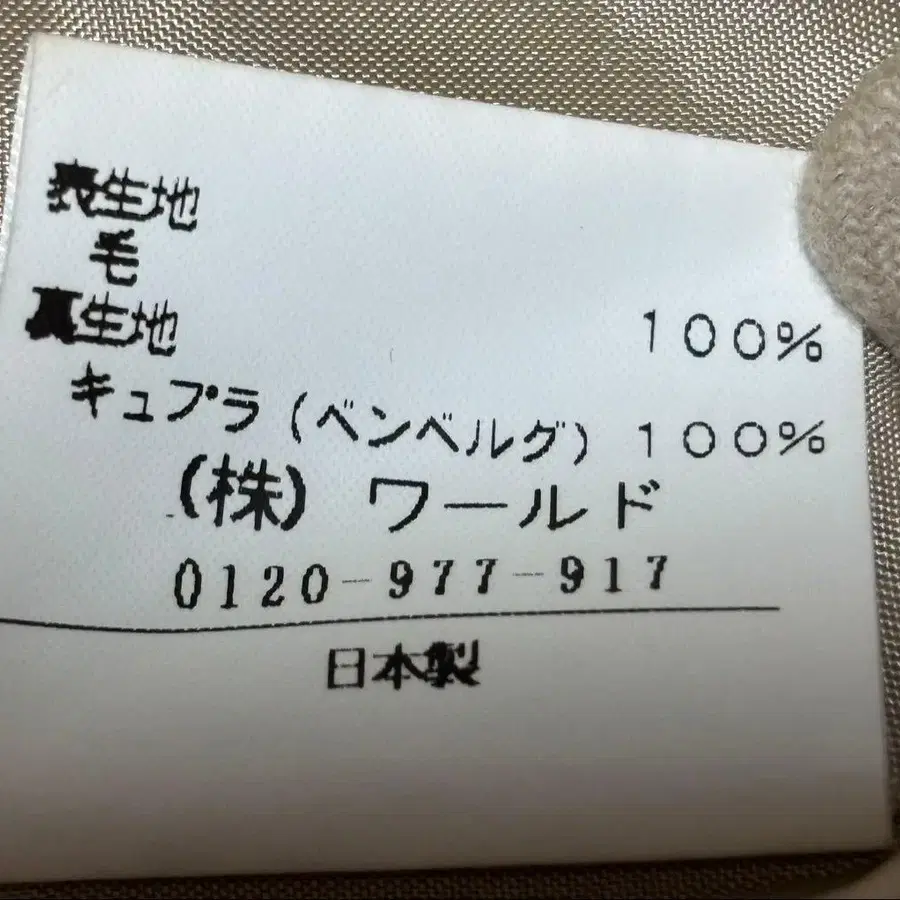 表生地
毛 100%
裏生地
キュプラ(ベンベルグ) 100%
(株) ワールド
0120-977-917
日本製